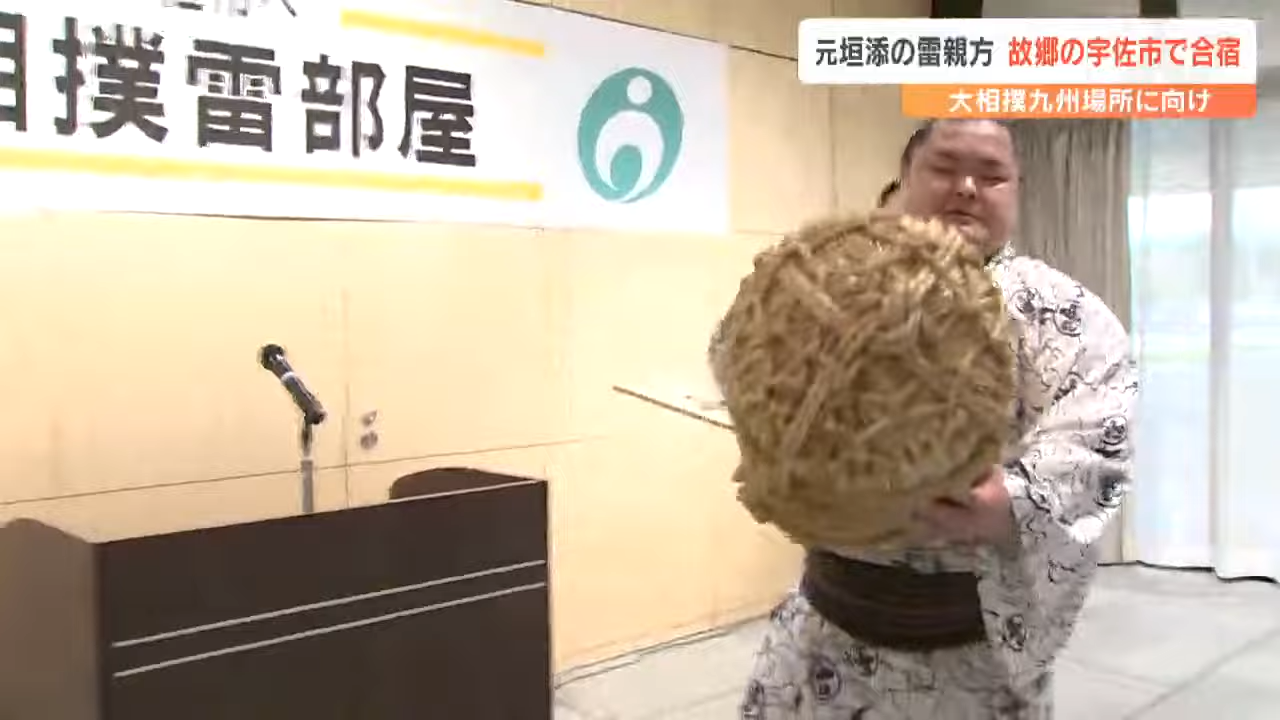 相撲雷部屋
元垣添の雷親方 故郷の宇佐市で合宿
大相撲九州場所に向け